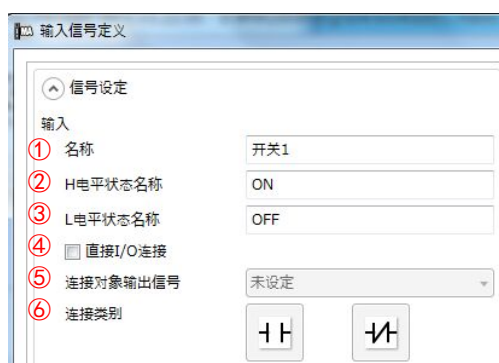 输入信号定义
信号设定
输入
① 名称 开关1
② H电平状态名称 ON
③ L电平状态名称 OFF
④ 直接I/O连接
⑤ 连接对象输出信号 未设定
⑥ 连接类别